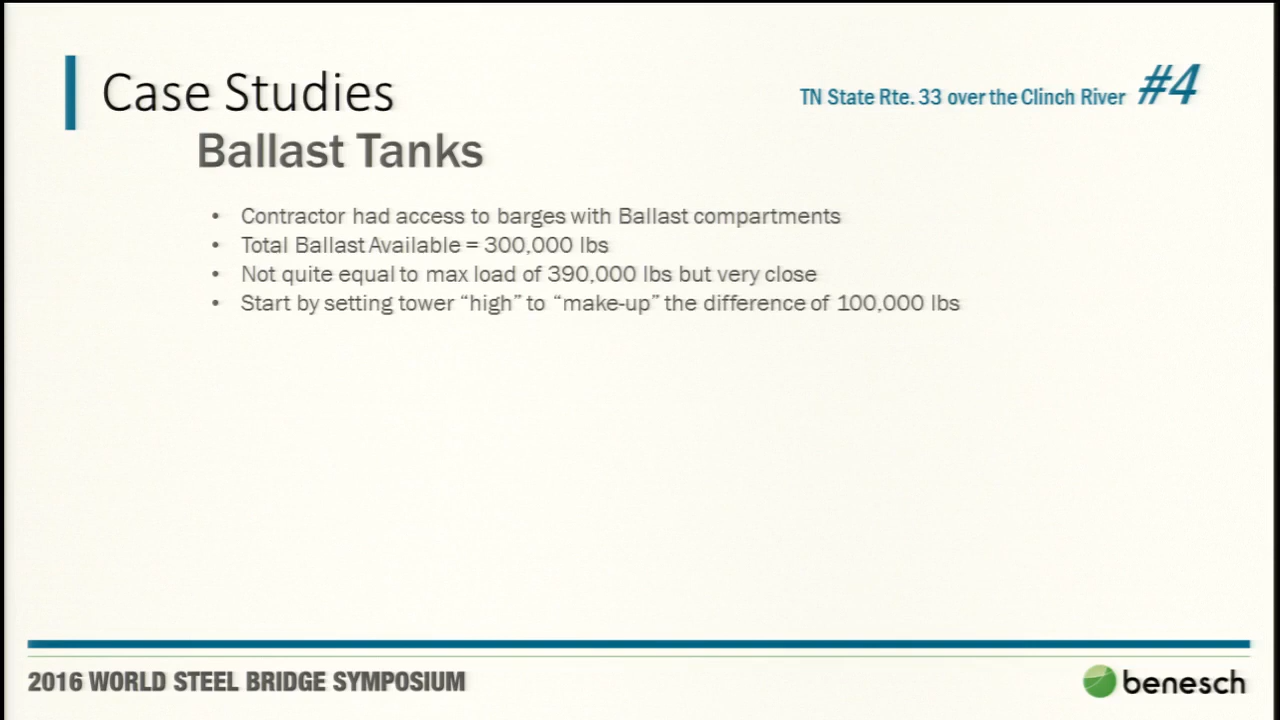 Case Studies
TN State Rte. 33 over the Clinch River #4
Ballast Tanks
• Contractor had access to barges with Ballast compartments
• Total Ballast Available = 300,000 lbs
• Not quite equal to max load of 390,000 lbs but very close
• Start by setting tower “high” to “make-up” the difference of 100,000 lbs
2016 WORLD STEEL BRIDGE SYMPOSIUM
benesch